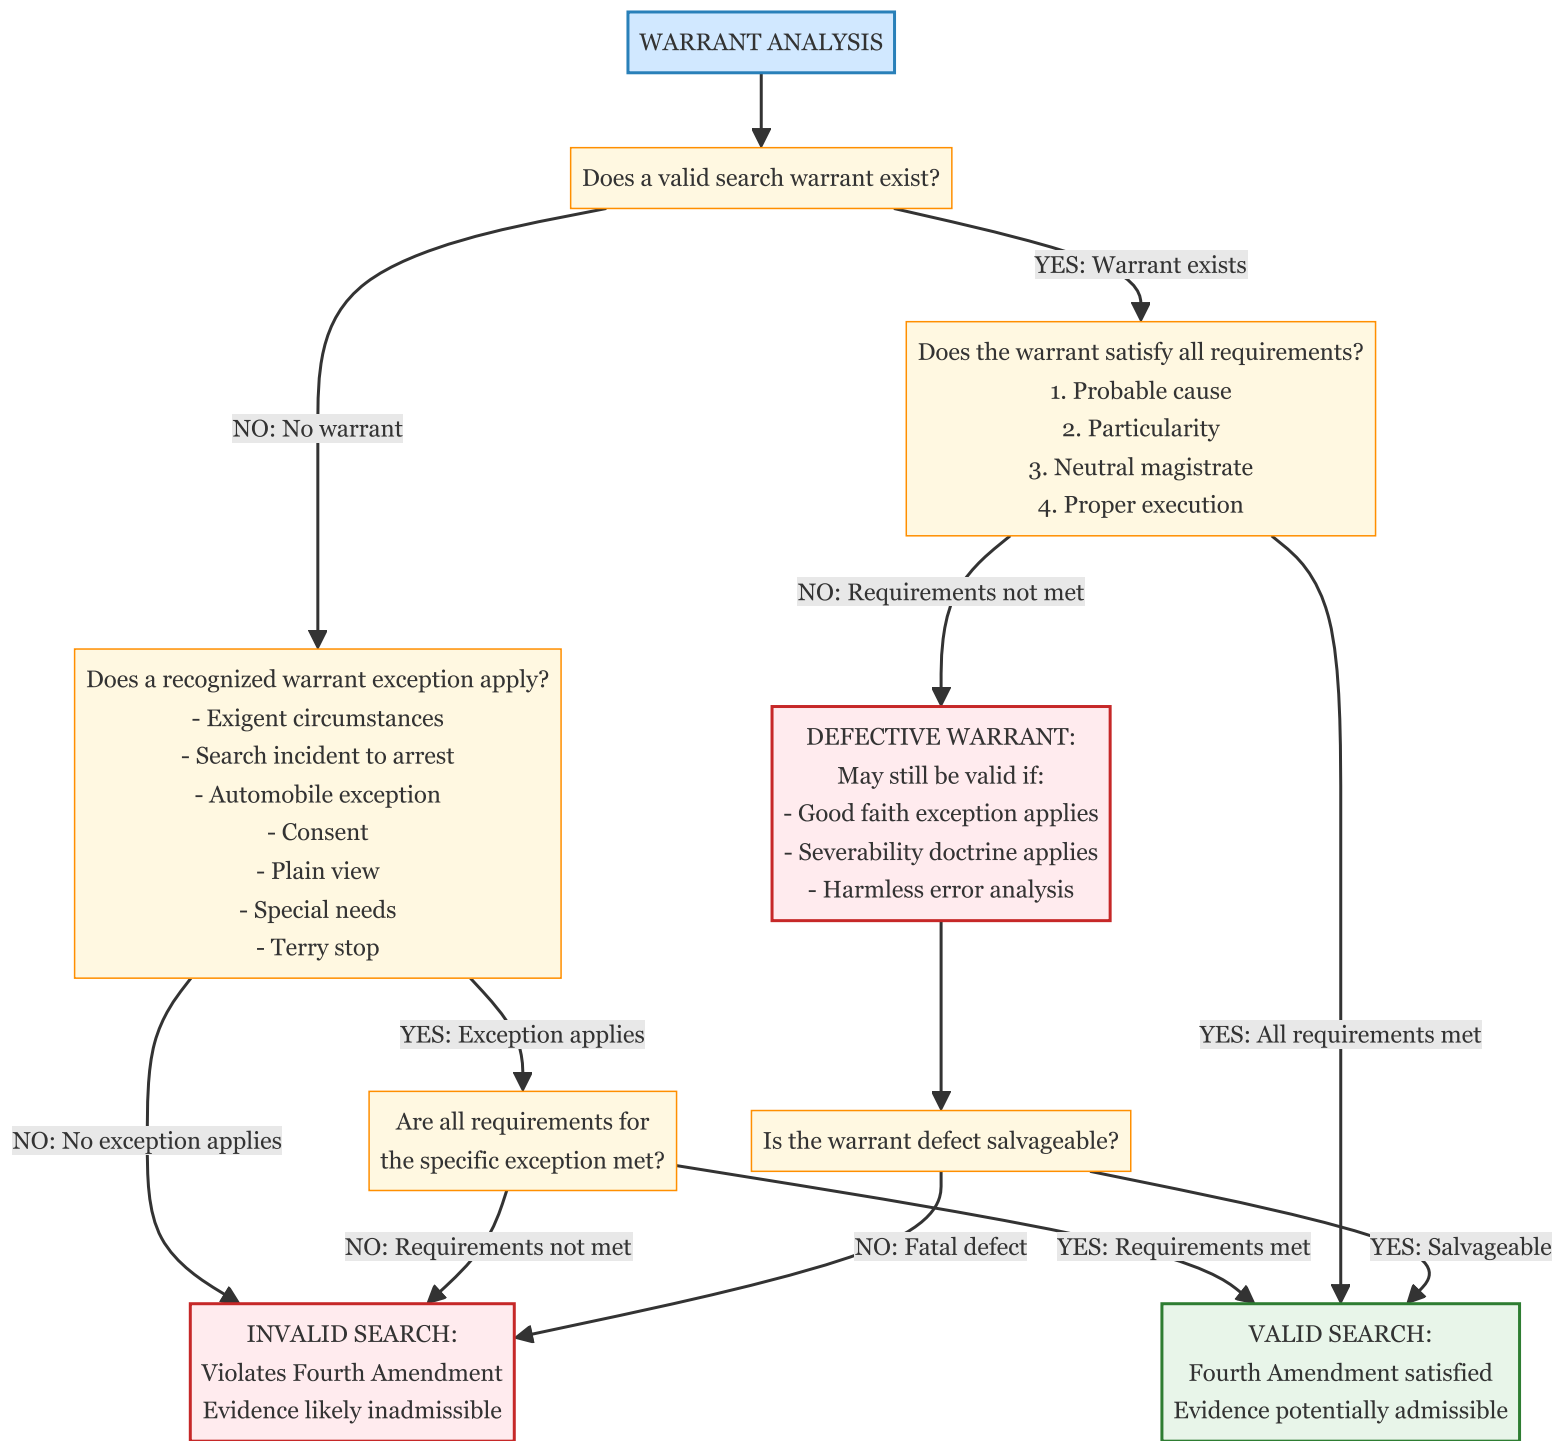 WARRANT ANALYSIS
Does a valid search warrant exist?
YES: Warrant exists
NO: No warrant
Does the warrant satisfy all requirements?
1. Probable cause
2. Particularity
3. Neutral magistrate
4. Proper execution
NO: Requirements not met
Does a recognized warrant exception apply?
- Exigent circumstances
- Search incident to arrest
- Automobile exception
- Consent
- Plain view
- Special needs
- Terry stop
DEFECTIVE WARRANT:
May still be valid if:
- Good faith exception applies
- Severability doctrine applies
- Harmless error analysis
YES: Exception applies
YES: All requirements met
NO: No exception applies
Are all requirements for
the specific exception met?
Is the warrant defect salvageable?
NO: Requirements not met
NO: Fatal defect
YES: Requirements met
YES: Salvageable
INVALID SEARCH:
Violates Fourth Amendment
Evidence likely inadmissible
VALID SEARCH:
Fourth Amendment satisfied
Evidence potentially admissible